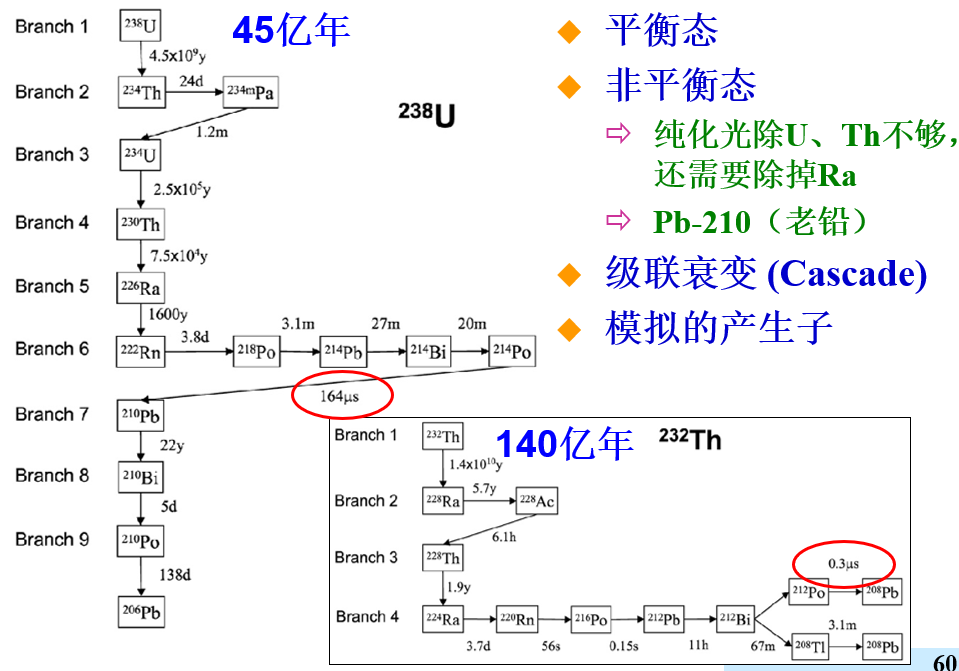 45亿年
238U
Branch 1 238U
4.5x10⁹y
Branch 2 234Th 24d 234mPa
1.2m
Branch 3 234U
2.5x10⁵y
Branch 4 230Th
7.5x10⁴y
Branch 5 226Ra
1600y
Branch 6 222Rn 3.8d 218Po 3.1m 214Pb 27m 214Bi 20m 214Po
164μs
Branch 7 210Pb
22y
Branch 8 210Bi
5d
Branch 9 210Po
138d
206Pb
平衡态
非平衡态
纯化光除U、Th不够,
还需要除掉Ra
Pb-210（老铅）
级联衰变 (Cascade)
模拟的产生子
140亿年
232Th
Branch 1 232Th
1.4x10¹⁰y
Branch 2 228Ra 5.7y 228Ac
6.1h
Branch 3 228Th
1.9y
Branch 4 224Ra 3.7d 220Rn 56s 216Po 0.15s 212Pb 11h 212Bi 67m
212Po 0.3μs 208Pb
208Tl 3.1m 208Pb
60